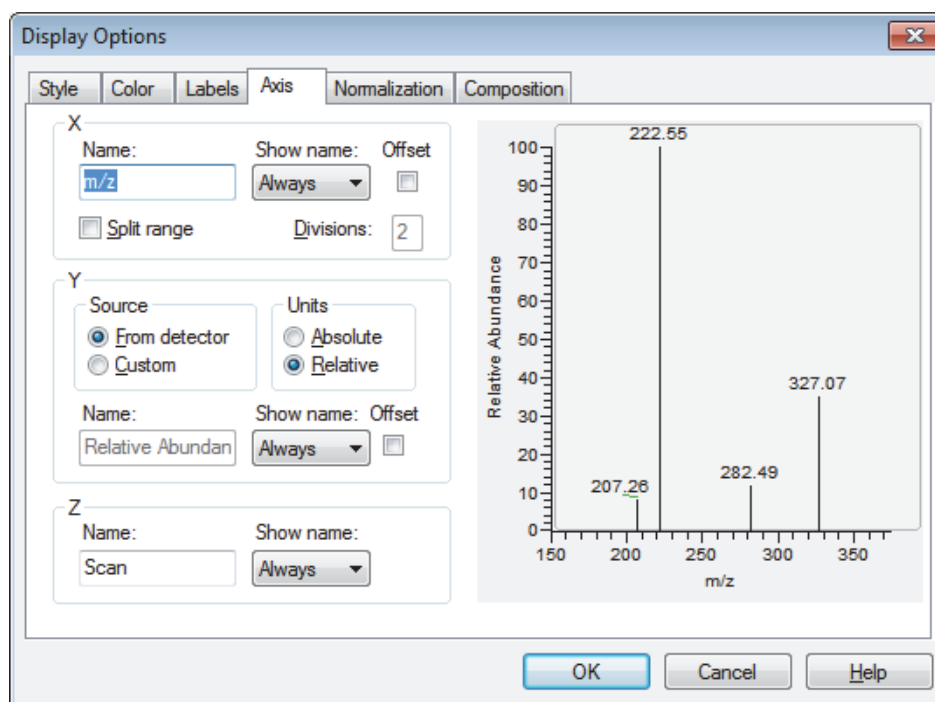 Display Options
Style Color Labels Axis Normalization Composition
X
Name: Show name: Offset
m/z Always
Split range Divisions: 2
Y
Source Units
From detector Absolute
Custom Relative
Name: Show name: Offset
Relative Abundan Always
Z
Name: Show name:
Scan Always
222.55
100
90
80
70
60
50
40
30
20
10
0
Relative Abundance
327.07
282.49
207.26
150 200 250 300 350
m/z
OK Cancel Help